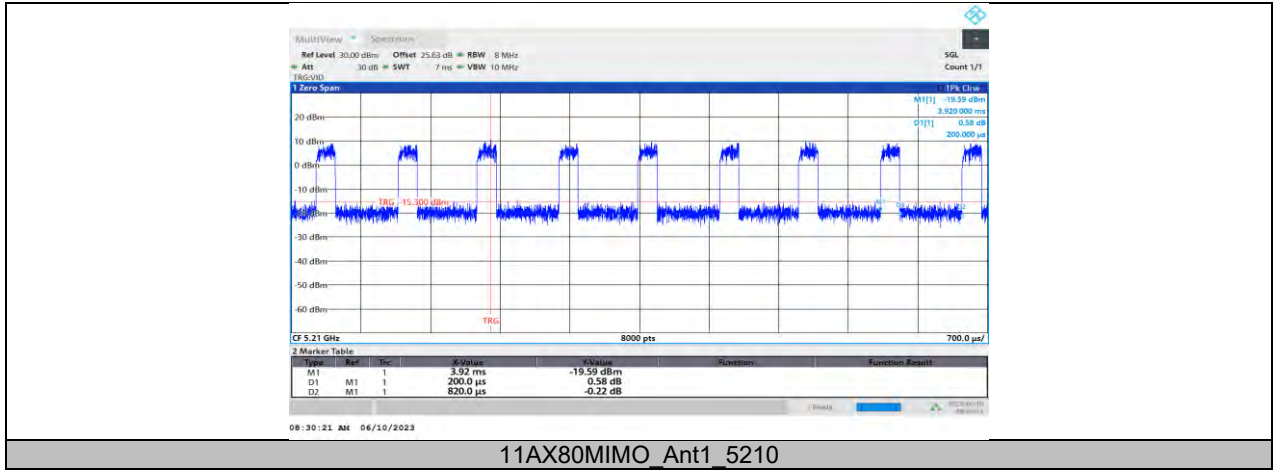 MultiView Spectrum
Ref Level 30.00 dBm Offset 25.63 dB RBW 8 MHz SGL
Att 30 dB SWT 7 ms VBW 10 MHz Count 1/1
TRG:VID
1 Zero Span 1Pk Clrw
M1[1] -19.59 dBm
3.920 000 ms
D1[1] 0.58 dB
200.000 µs
20 dBm
10 dBm
0 dBm
-10 dBm
TRG -15.300 dBm
M1
-30 dBm
-40 dBm
-50 dBm
-60 dBm
TRG
CF 5.21 GHz 8000 pts 700.0 µs/
2 Marker Table
Type Ref Trc X-Value Y-Value Function Function Result
M1 1 3.92 ms -19.59 dBm
D1 M1 1 200.0 µs 0.58 dB
D2 M1 1 820.0 µs -0.22 dB
Ready
08:30:21 AM 06/10/2023
11AX80MIMO_Ant1_5210